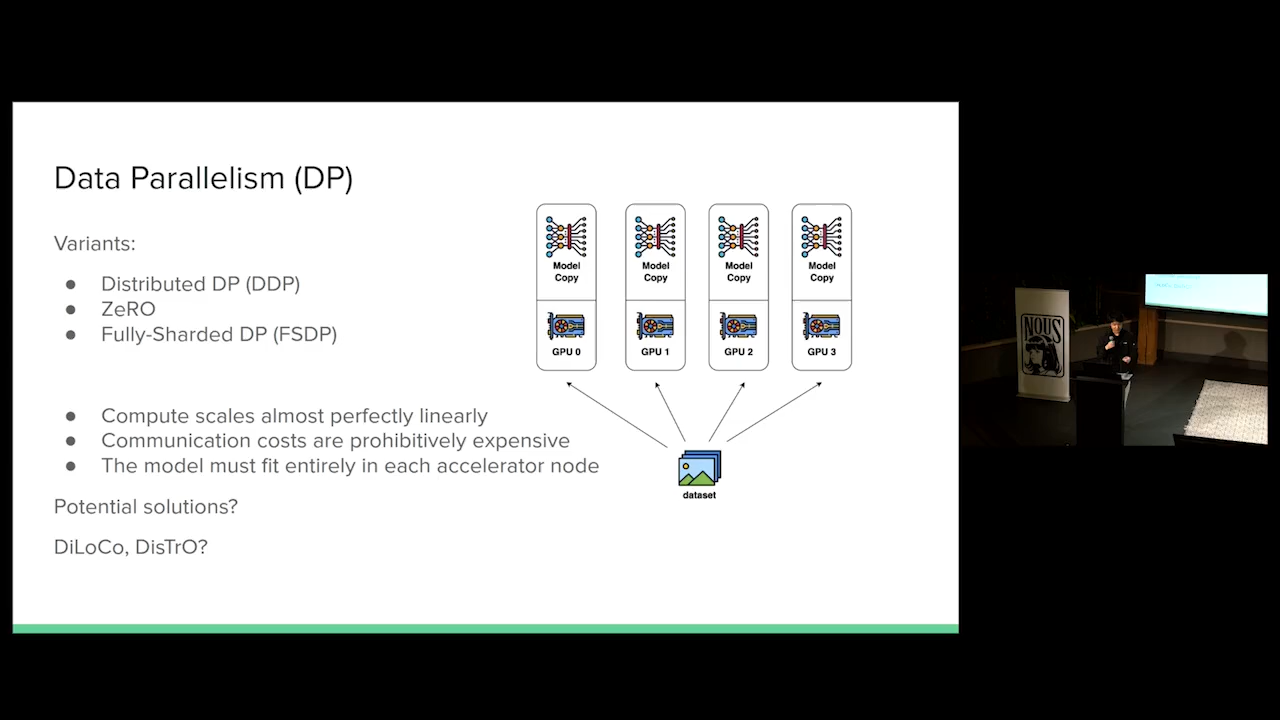 Data Parallelism (DP)
Variants:
● Distributed DP (DDP)
● ZeRO
● Fully-Sharded DP (FSDP)
● Compute scales almost perfectly linearly
● Communication costs are prohibitively expensive
● The model must fit entirely in each accelerator node
Potential solutions?
DiLoCo, DisTrO?
Model
Copy
GPU 0
Model
Copy
GPU 1
Model
Copy
GPU 2
Model
Copy
GPU 3
dataset
NOUS